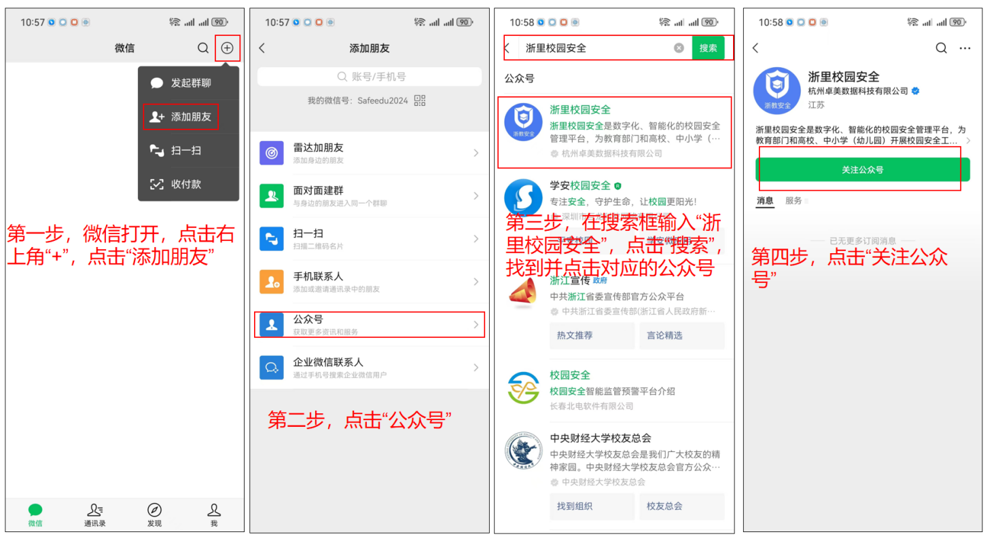 10:57
90
微信
发起群聊
添加朋友
扫一扫
收付款
第一步，微信打开，点击右
上角“+”，点击“添加朋友”
微信
通讯录
发现
我
10:57
90
添加朋友
账号/手机号
我的微信号：Safeedu2024
雷达加朋友
添加身边的朋友
面对面建群
与身边的朋友进入同一个群聊
扫一扫
扫描二维码名片
手机联系人
添加或邀请通讯录中的朋友
公众号
获取更多资讯和服务
企业微信联系人
通过手机号搜索企业微信用户
第二步，点击“公众号”
10:58
90
浙里校园安全
搜索
公众号
浙教安全
浙里校园安全
浙里校园安全是数字化、智能化的校园安全
管理平台，为教育部门和高校、中小学（…
杭州卓美数据科技有限公司
学安校园安全
专注安全，守护生命，让校园更阳光！
第三步，在搜索框输入“浙
里校园安全”，点击“搜索”，
找到并点击对应的公众号
浙江宣传 政府
中共浙江省委宣传部官方公众平台
中共浙江省委宣传部(浙江省人民政府新…
热文推荐
言论精选
校园安全
校园安全智能监管预警平台介绍
长春北电软件有限公司
中央财经大学校友总会
中央财经大学校友总会是我们广大校友的精
神家园。中央财经大学校友总会官方公众…
中央财经大学校友总会
找到组织
校友总会
10:58
90
浙教安全
浙里校园安全
杭州卓美数据科技有限公司
江苏
浙里校园安全是数字化、智能化的校园安全管理平台，为
教育部门和高校、中小学（幼儿园）开展校园安全工...
关注公众号
消息
服务
已无更多订阅消息
第四步，点击“关注公众
号”